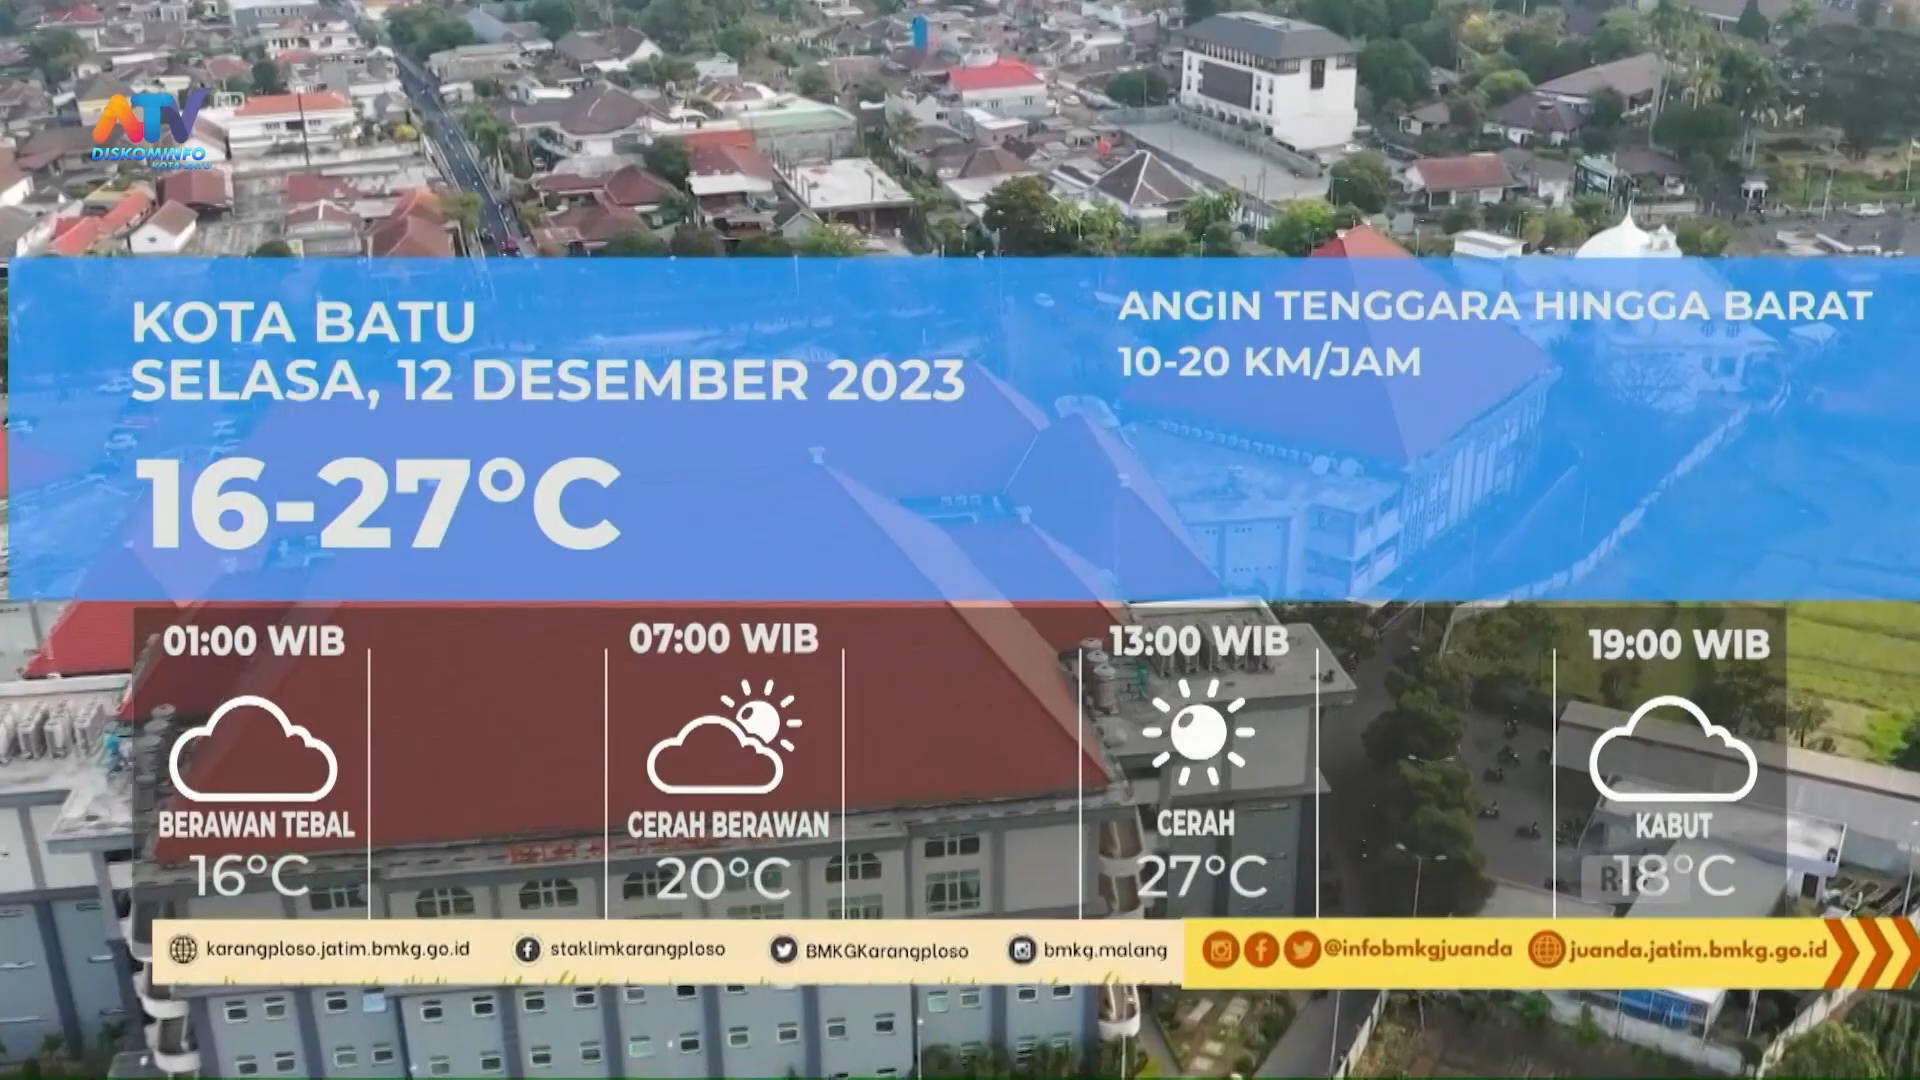 ATV
DISKOMINFO
KOTA BATU
KOTA BATU
SELASA, 12 DESEMBER 2023
16-27°C
ANGIN TENGGARA HINGGA BARAT
10-20 KM/JAM
01:00 WIB
BERAWAN TEBAL
16°C
07:00 WIB
CERAH BERAWAN
20°C
13:00 WIB
CERAH
27°C
19:00 WIB
KABUT
18°C
karangploso.jatim.bmkg.go.id
staklimkarangploso
BMKGKarangploso
bmkg.malang
@infobmkgjuanda
juanda.jatim.bmkg.go.id